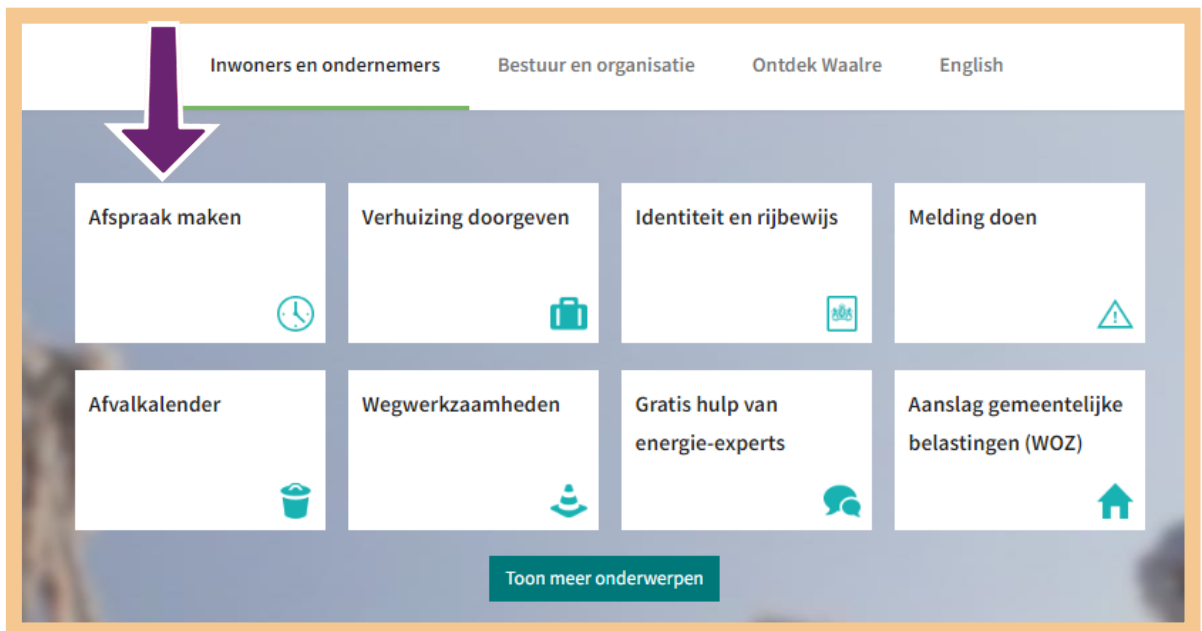 Inwoners en ondernemers Bestuur en organisatie Ontdek Waalre English
Afspraak maken Verhuizing doorgeven Identiteit en rijbewijs Melding doen
Afvalkalender Wegwerkzaamheden Gratis hulp van Aanslag gemeentelijke
energie-experts belastingen (WOZ)
Toon meer onderwerpen